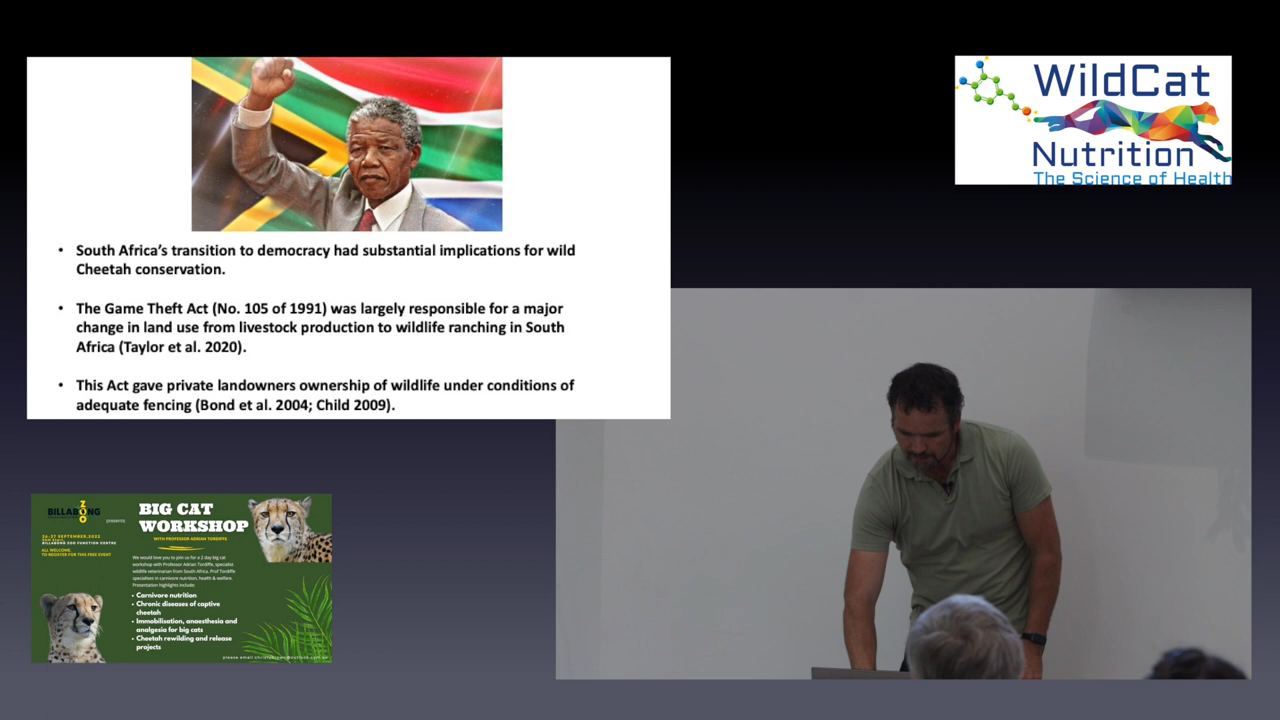 • South Africa's transition to democracy had substantial implications for wild
Cheetah conservation.
• The Game Theft Act (No. 105 of 1991) was largely responsible for a major
change in land use from livestock production to wildlife ranching in South
Africa (Taylor et al. 2020).
• This Act gave private landowners ownership of wildlife under conditions of
adequate fencing (Bond et al. 2004; Child 2009).
WildCat
Nutrition
The Science of Health
BILLABONG
ZOO
presents
BIG CAT
WORKSHOP
WITH PROFESSOR ADRIAN TORDIFFE
BILLABONG ZOO FUNCTION CENTRE
ALL WELCOME,
TO REGISTER FOR THIS FREE EVENT
We would love you to join us for a 2 day big cat
workshop with Professor Adrian Tordiffe, specialist
wildlife veterinarian from South Africa. Prof Tordiffe
specialises in carnivore nutrition, health & welfare.
Presentation highlights include:
• Carnivore nutrition
• Chronic diseases of captive
cheetah
• Immobilisation, anaesthesia and
analgesia for big cats
• Cheetah rewilding and release
projects